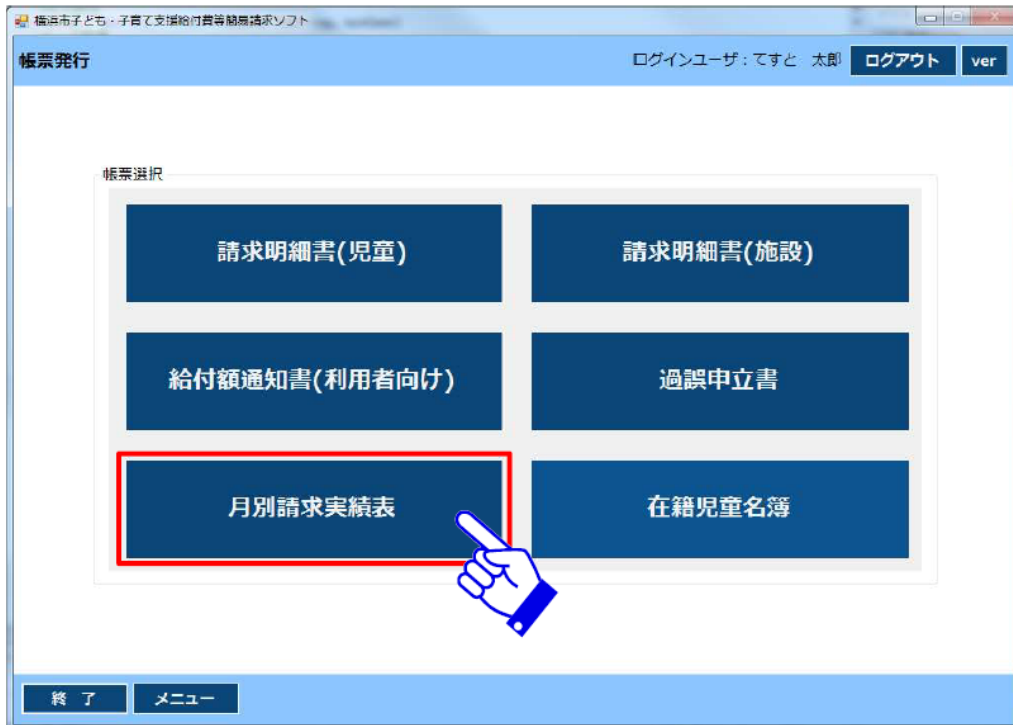 横浜市子ども・子育て支援給付費等簡易請求ソフト
帳票発行
ログインユーザ：てすと　太郎
ログアウト
ver
帳票選択
請求明細書(児童)
請求明細書(施設)
給付額通知書(利用者向け)
過誤申立書
月別請求実績表
在籍児童名簿
終 了
メニュー